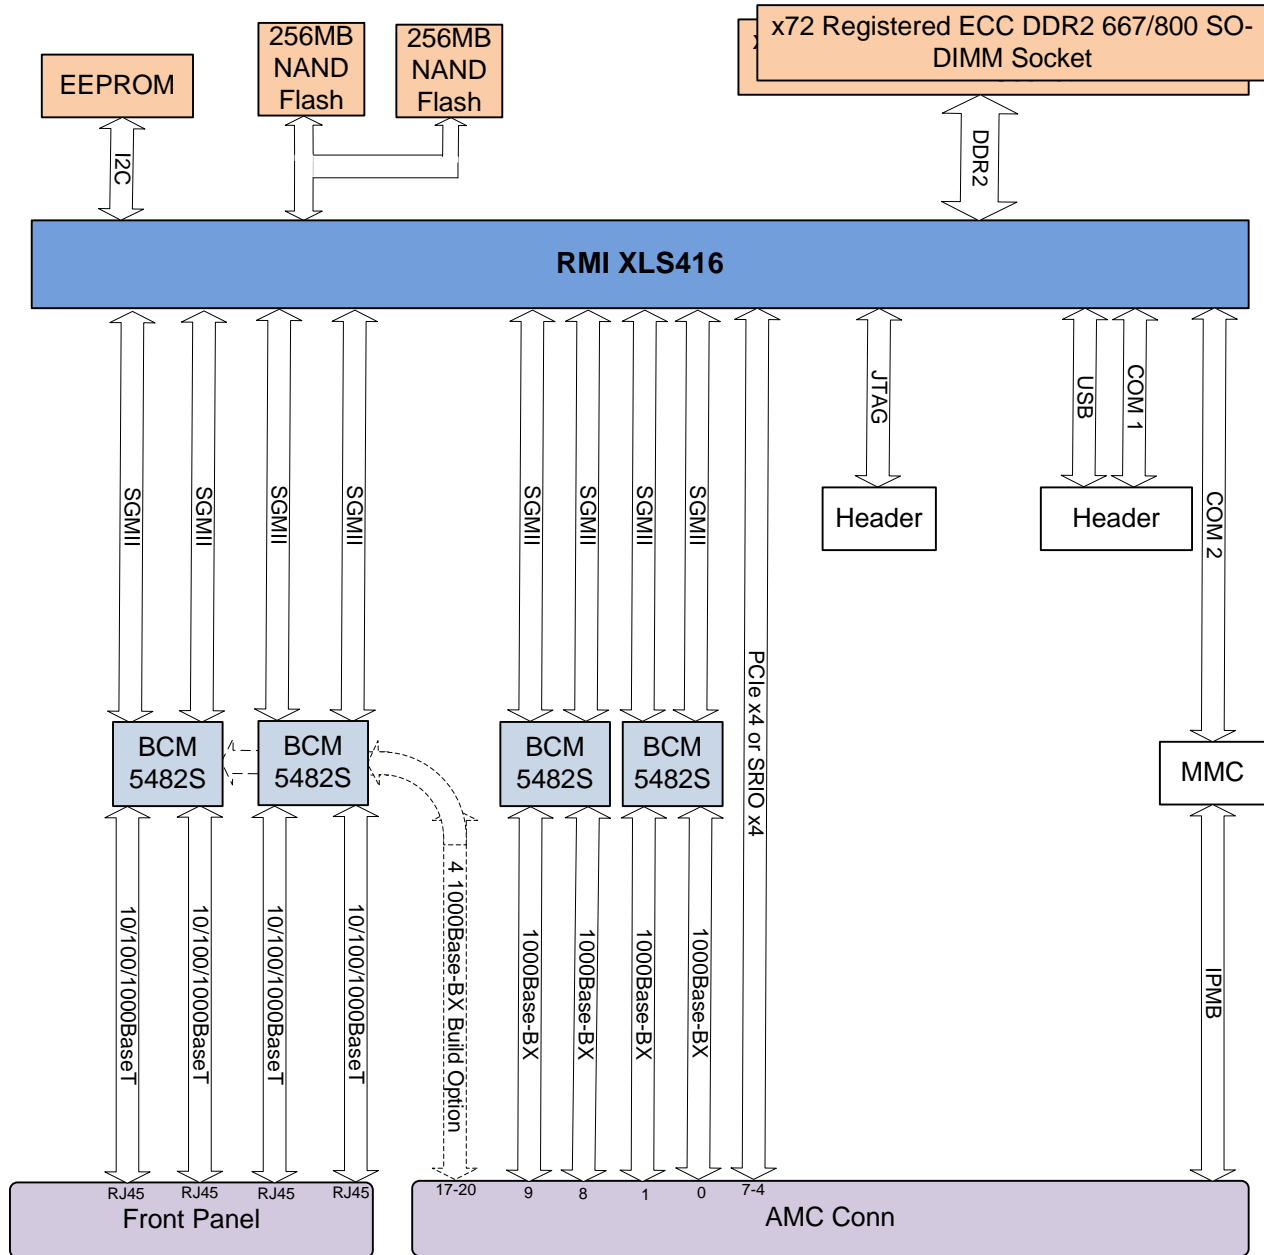 x72 Registered ECC DDR2 667/800 SO-
DIMM Socket
EEPROM
256MB
NAND
Flash
256MB
NAND
Flash
I2C
DDR2
RMI XLS416
SGMII
SGMII
SGMII
SGMII
SGMII
SGMII
SGMII
SGMII
PCIe x4 or SRIO x4
JTAG
USB
COM 1
COM 2
Header
Header
BCM
5482S
BCM
5482S
BCM
5482S
BCM
5482S
MMC
10/100/1000BaseT
10/100/1000BaseT
10/100/1000BaseT
10/100/1000BaseT
4 1000Base-BX Build Option
1000Base-BX
1000Base-BX
1000Base-BX
1000Base-BX
IPMB
RJ45
RJ45
RJ45
RJ45
17-20
9
8
1
0
7-4
Front Panel
AMC Conn